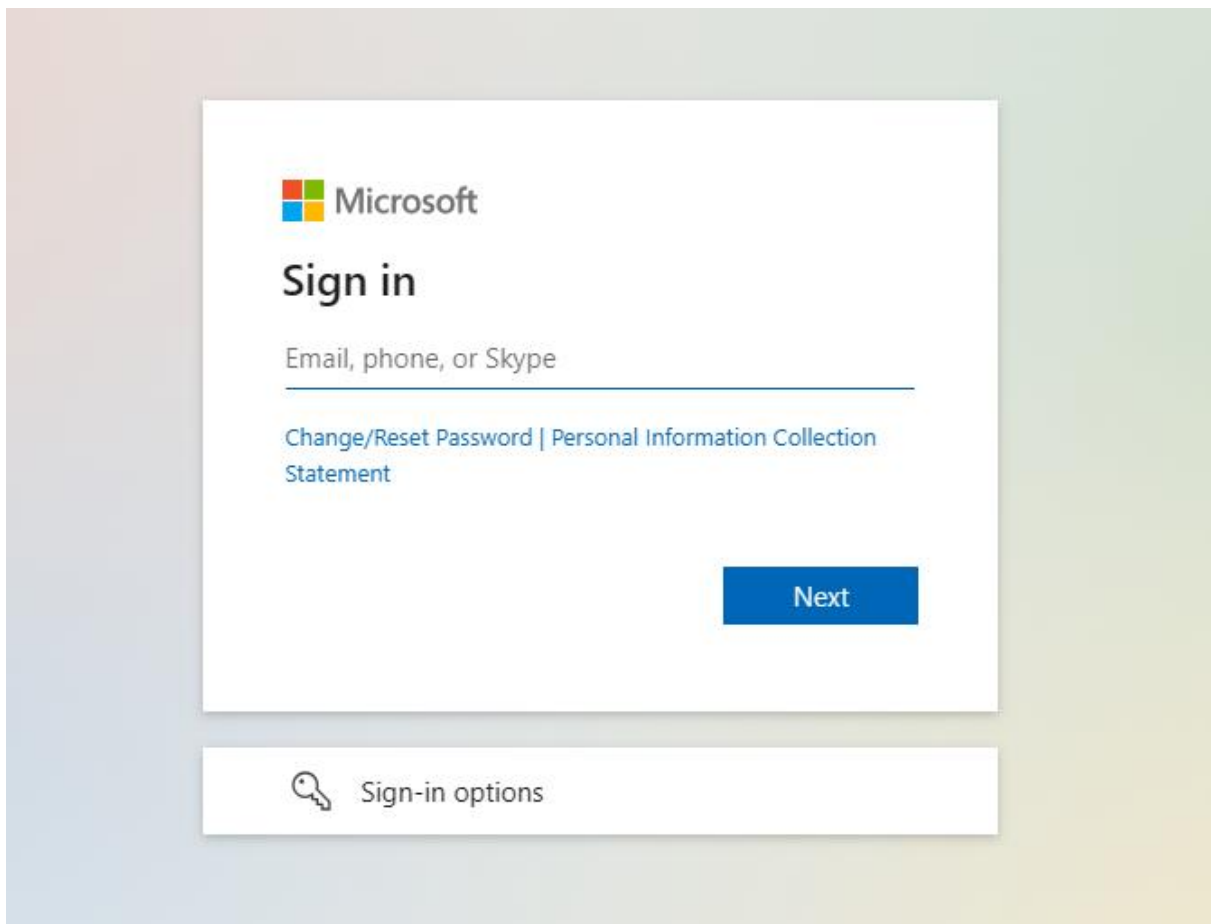 Microsoft
Sign in
Email, phone, or Skype
Change/Reset Password | Personal Information Collection
Statement
Next
Sign-in options